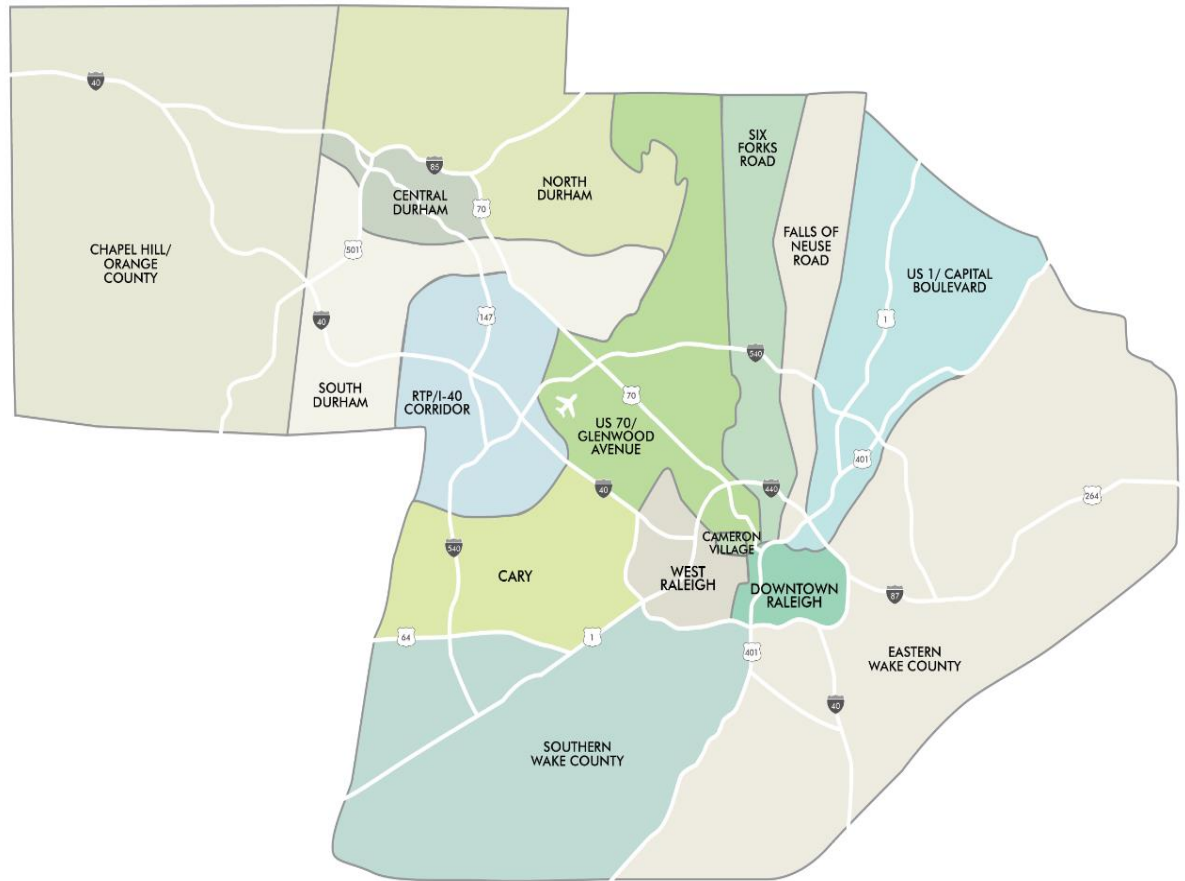 40
85
CENTRAL
DURHAM
NORTH
DURHAM
70
SIX
FORKS
ROAD
CHAPEL HILL/
ORANGE
COUNTY
501
FALLS OF
NEUSE
ROAD
US 1/ CAPITAL
BOULEVARD
40
147
1
540
SOUTH
DURHAM
RTP/I-40
CORRIDOR
70
US 70/
GLENWOOD
AVENUE
401
40
440
264
540
CARY
CAMERON
VILLAGE
WEST
RALEIGH
DOWNTOWN
RALEIGH
87
64
1
401
EASTERN
WAKE COUNTY
40
SOUTHERN
WAKE COUNTY